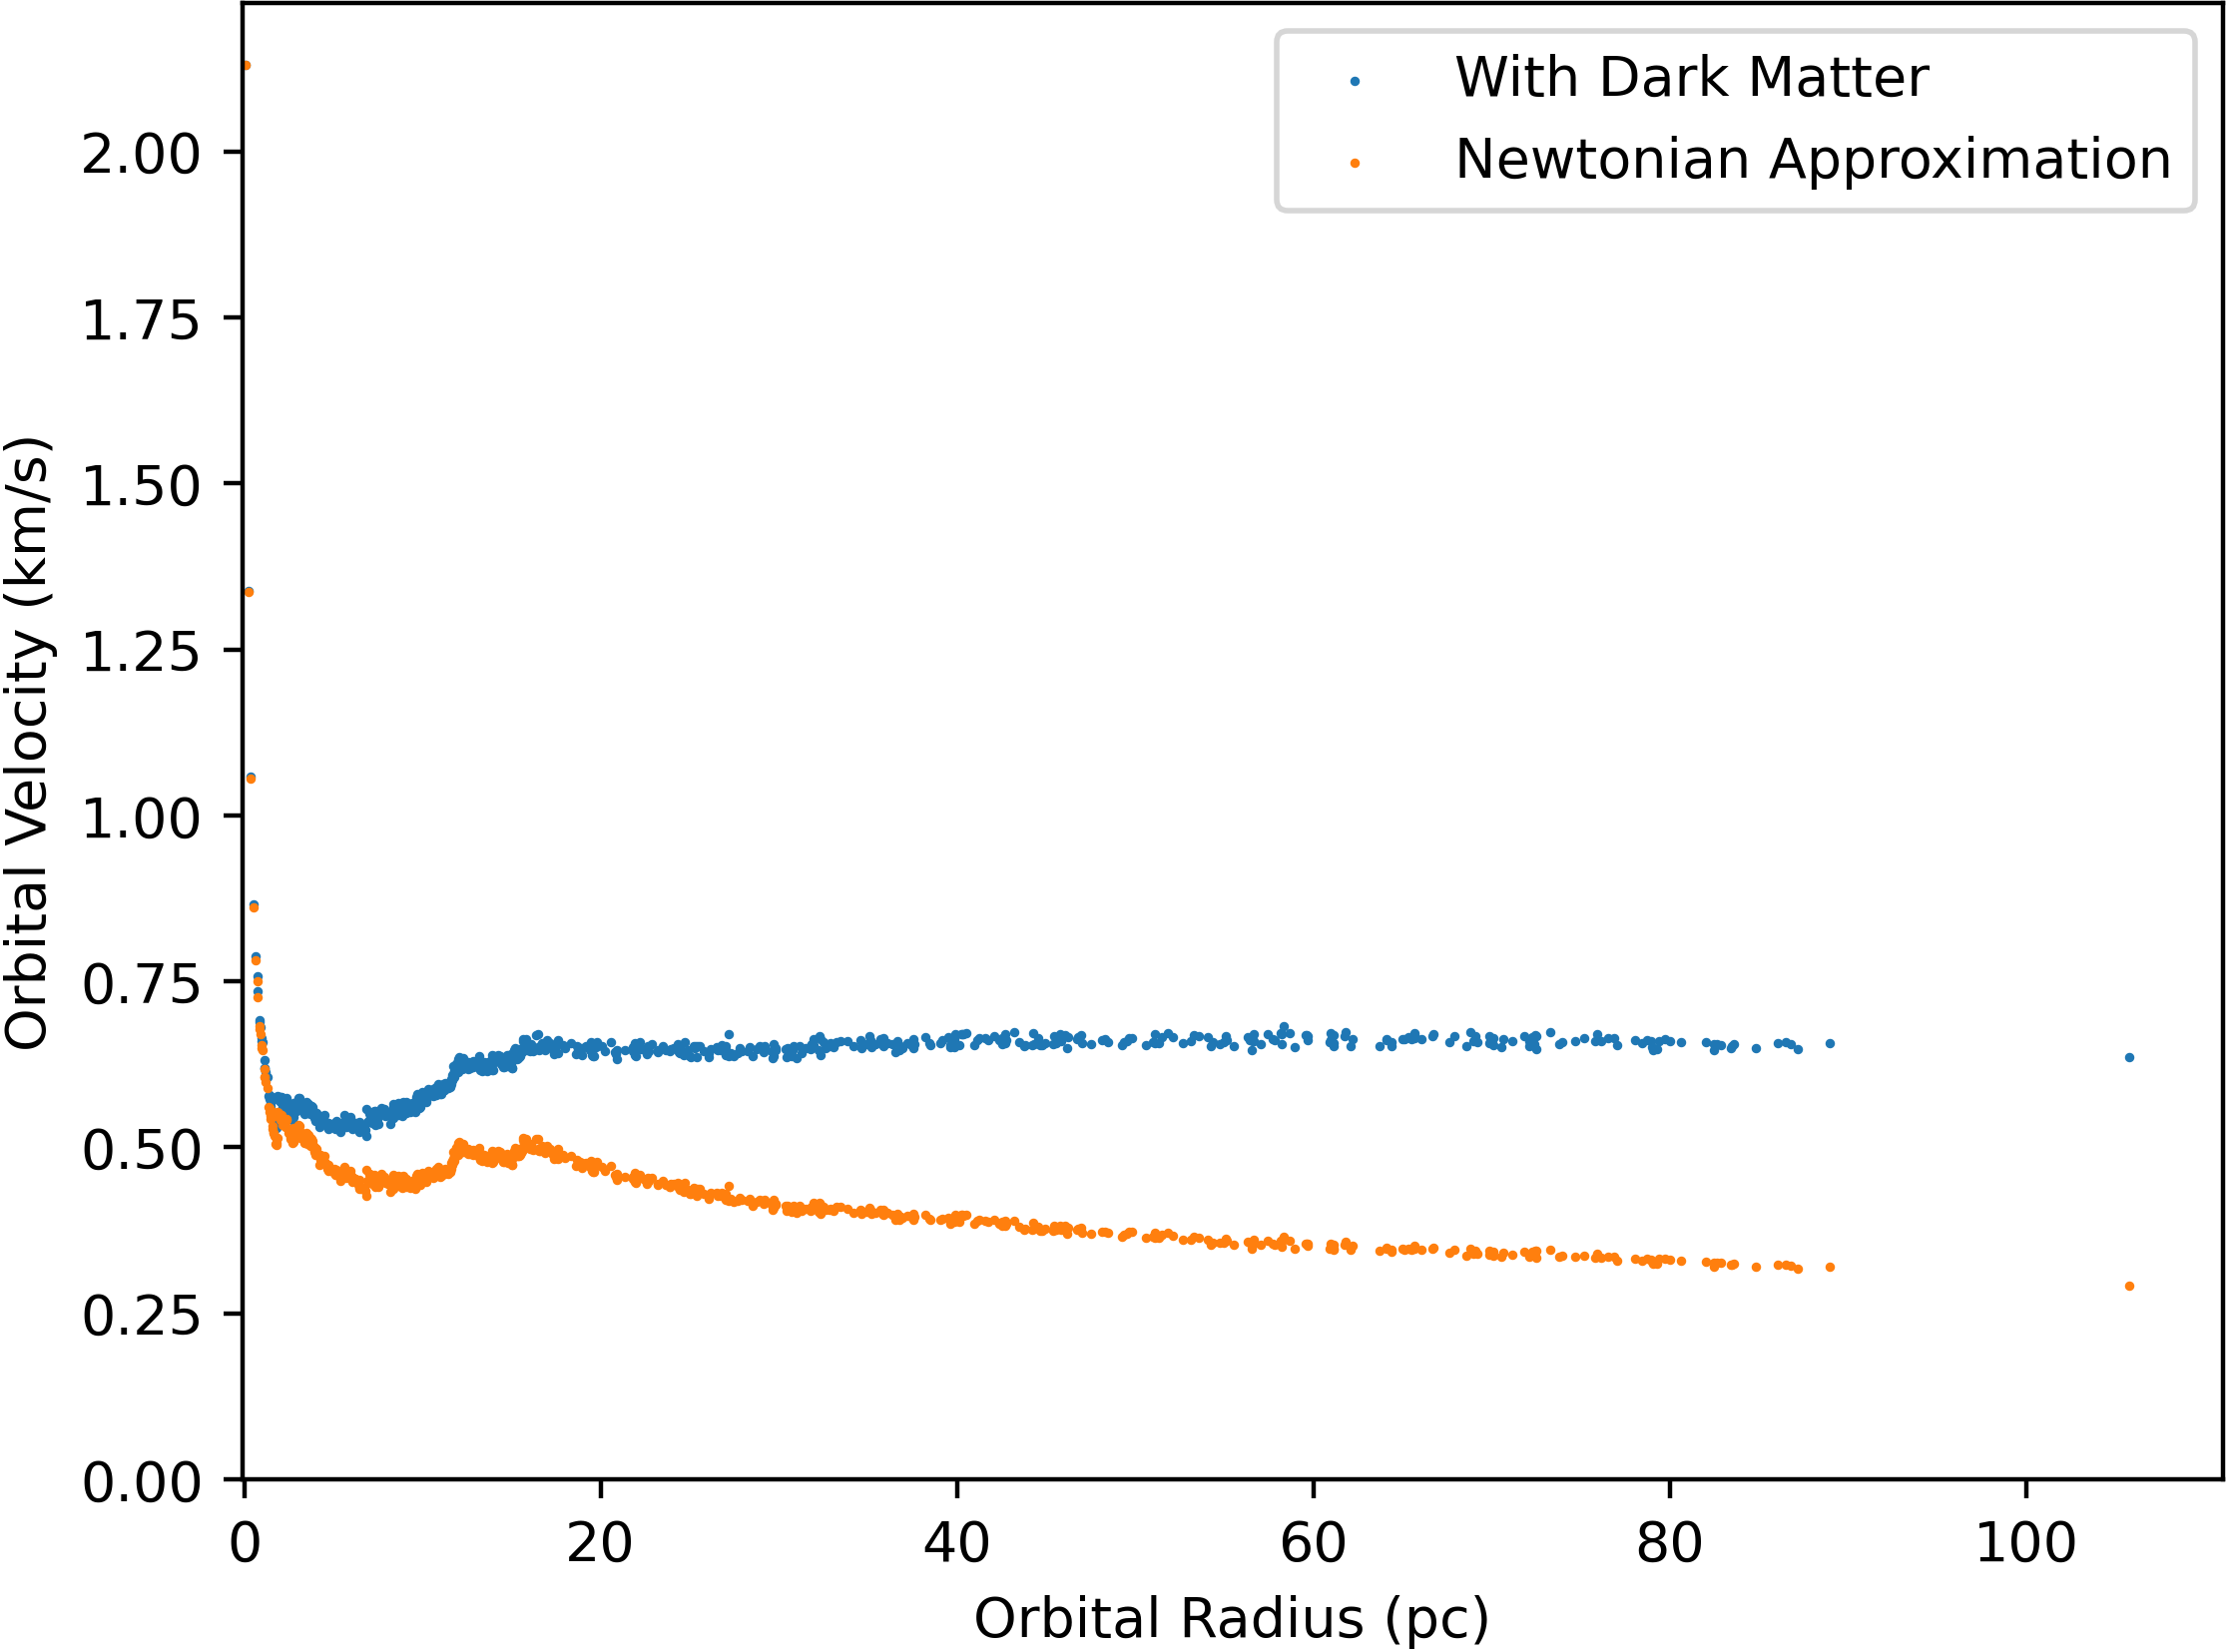 With Dark Matter
Newtonian Approximation
2.00
1.75
1.50
1.25
1.00
0.75
0.50
0.25
0.00
Orbital Velocity (km/s)
0 20 40 60 80 100
Orbital Radius (pc)